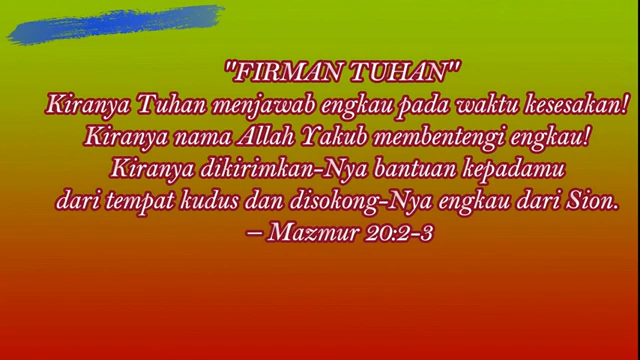 "FIRMAN TUHAN"
Kiranya Tuhan menjawab engkau pada waktu kesesakan!
Kiranya nama Allah Yakub membentengi engkau!
Kiranya dikirimkan-Nya bantuan kepadamu
dari tempat kudus dan disokong-Nya engkau dari Sion.
– Mazmur 20:2-3